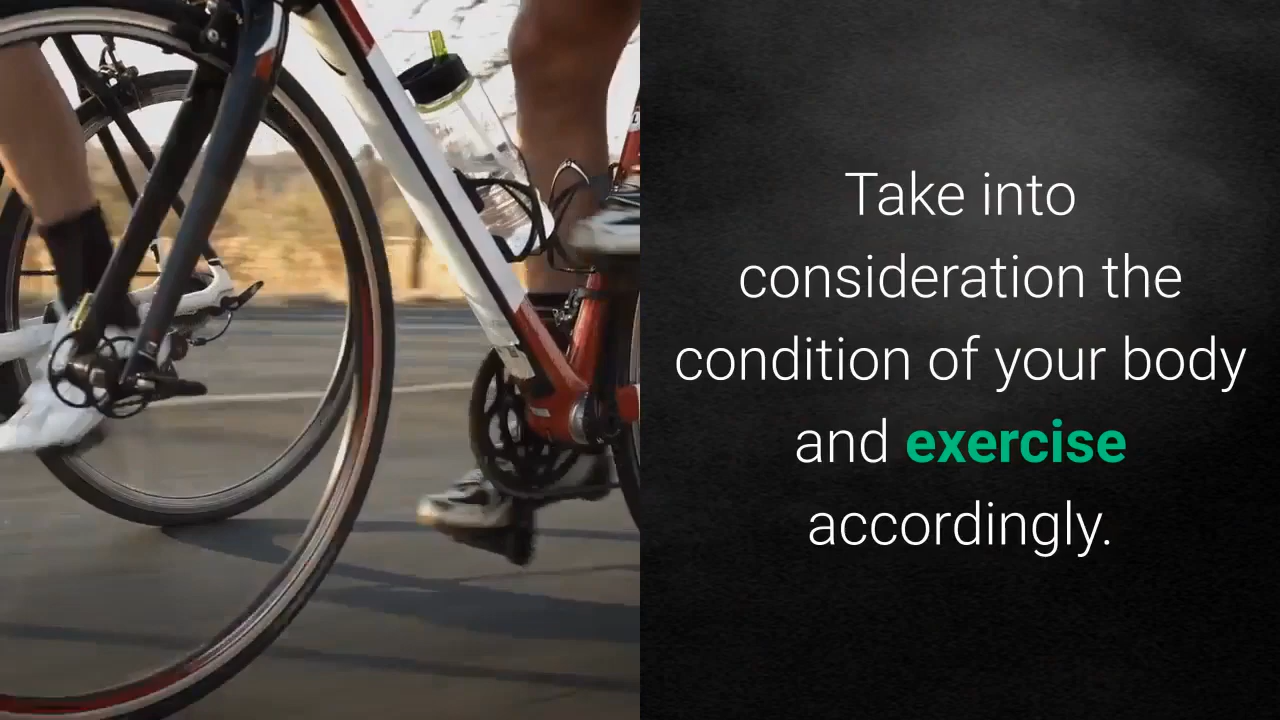 Take into
consideration the
condition of your body
and exercise
accordingly.